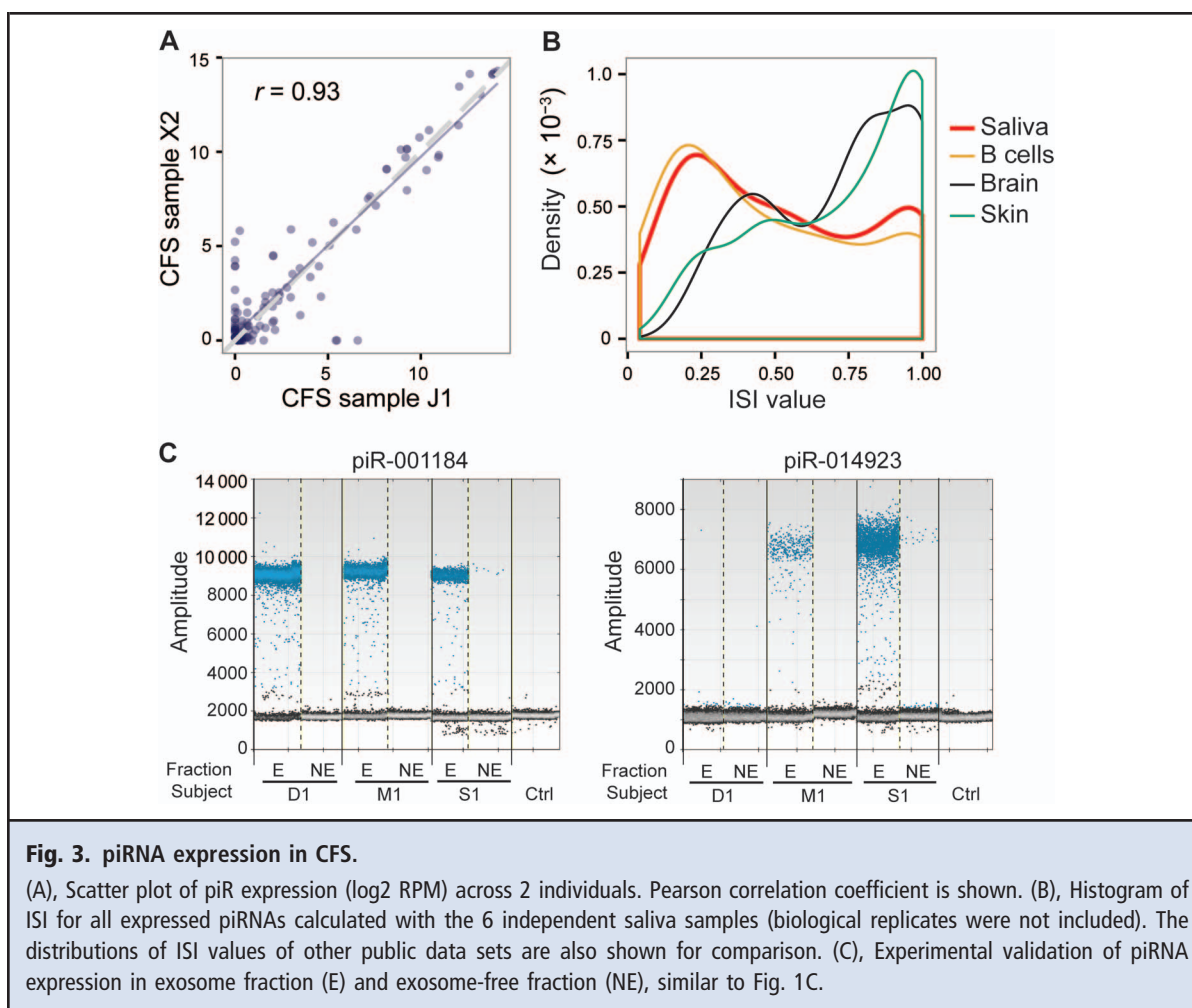 A
15
10
5
0
r = 0.93
CFS sample X2
0 5 10
CFS sample J1
B
1.0
0.75
0.50
0.25
0
Density (× 10⁻³)
0 0.25 0.50 0.75 1.00
ISI value
Saliva
B cells
Brain
Skin
C
piR-001184
14 000
12 000
10 000
8000
6000
4000
2000
0
Amplitude
Fraction E NE E NE E NE
Subject D1 M1 S1 Ctrl
piR-014923
8000
6000
4000
2000
0
Amplitude
Fraction E NE E NE E NE
Subject D1 M1 S1 Ctrl
Fig. 3. piRNA expression in CFS.
(A), Scatter plot of piR expression (log2 RPM) across 2 individuals. Pearson correlation coefficient is shown. (B), Histogram of
ISI for all expressed piRNAs calculated with the 6 independent saliva samples (biological replicates were not included). The
distributions of ISI values of other public data sets are also shown for comparison. (C), Experimental validation of piRNA
expression in exosome fraction (E) and exosome-free fraction (NE), similar to Fig. 1C.